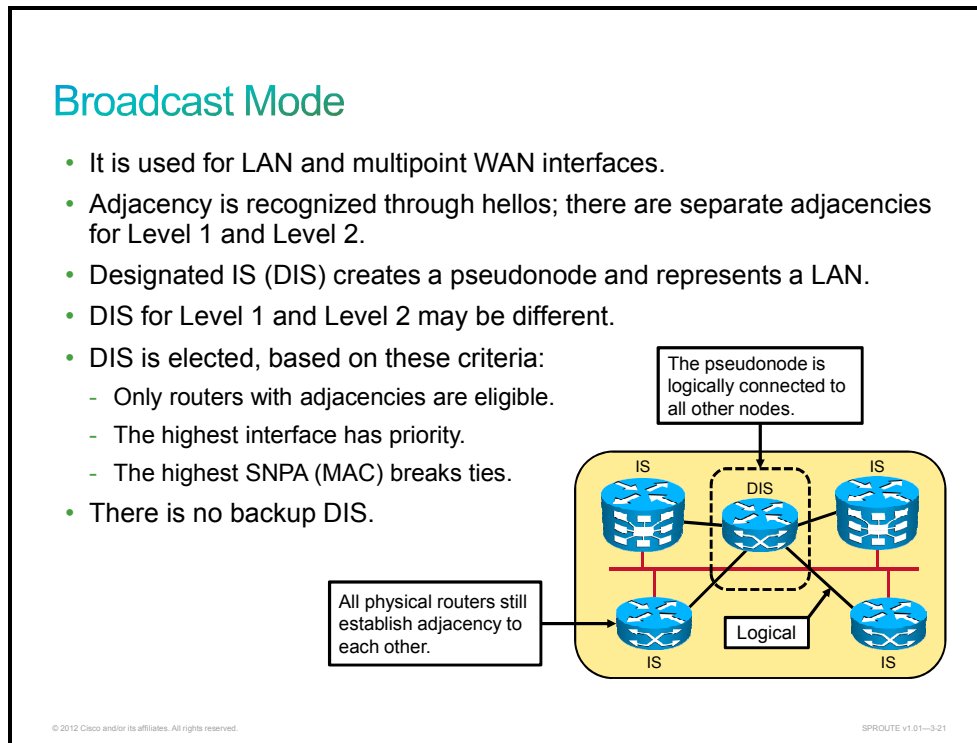 Broadcast Mode
• It is used for LAN and multipoint WAN interfaces.
• Adjacency is recognized through hellos; there are separate adjacencies
for Level 1 and Level 2.
• Designated IS (DIS) creates a pseudonode and represents a LAN.
• DIS for Level 1 and Level 2 may be different.
• DIS is elected, based on these criteria:
- Only routers with adjacencies are eligible.
- The highest interface has priority.
- The highest SNPA (MAC) breaks ties.
• There is no backup DIS.
The pseudonode is
logically connected to
all other nodes.
IS
DIS
IS
All physical routers still
establish adjacency to
each other.
Logical
IS
IS
© 2012 Cisco and/or its affiliates. All rights reserved.
SPROUTE v1.01—3-21